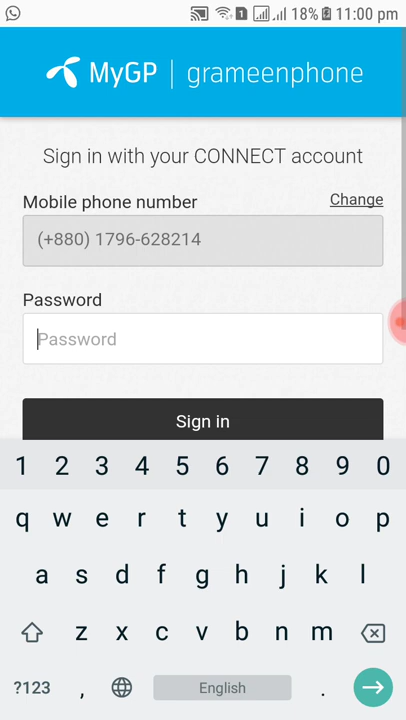 18% 11:00 pm
MyGP | grameenphone
Sign in with your CONNECT account
Mobile phone number Change
(+880) 1796-628214
Password
Password
Sign in
1 2 3 4 5 6 7 8 9 0
q w e r t y u i o p
a s d f g h j k l
z x c v b n m
?123 , English .